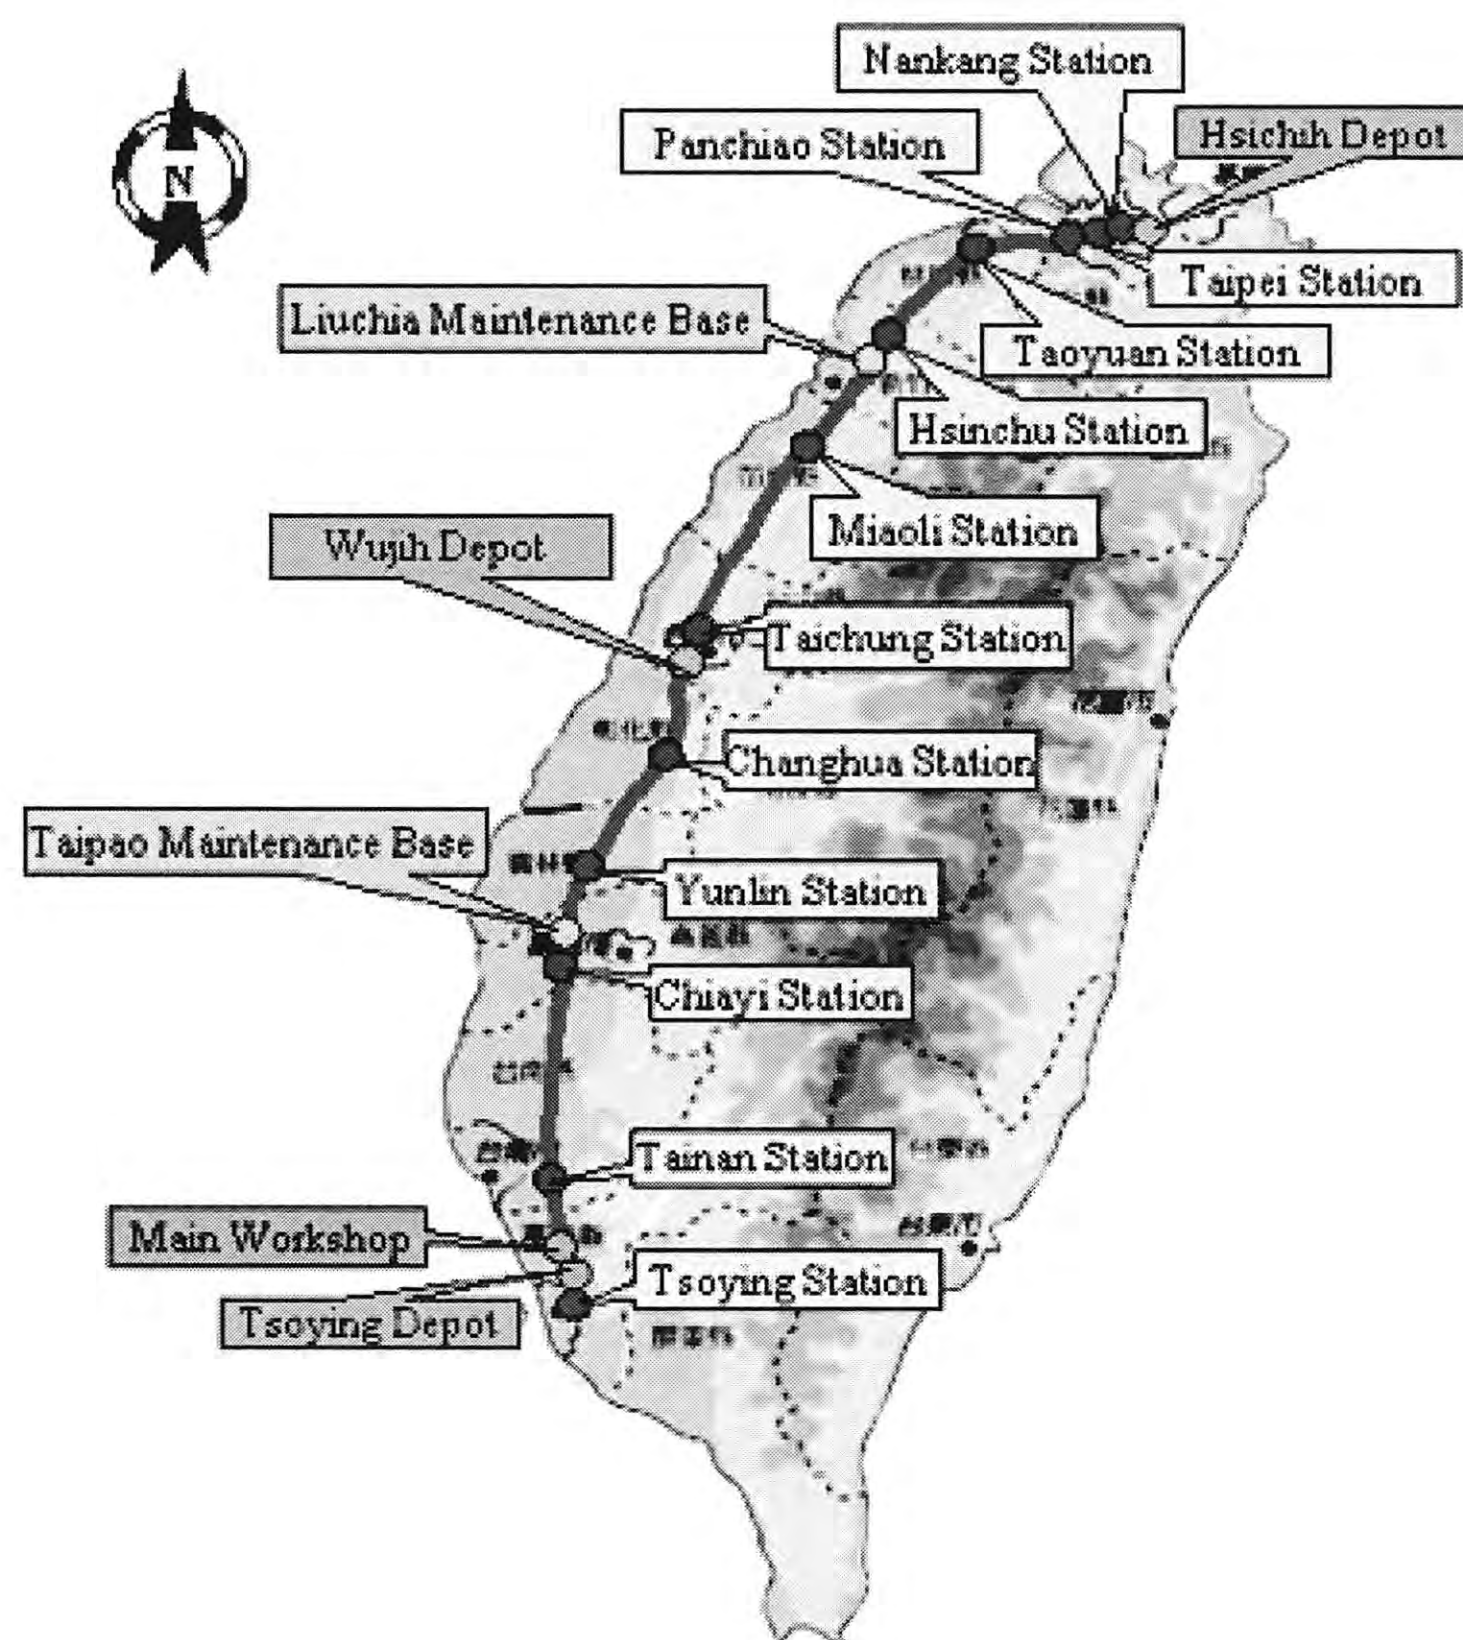 Nankang Station
Hsichih Depot
Panchiao Station
N
Taipei Station
Liuchia Maintenance Base
Taoyuan Station
Hsinchu Station
Miaoli Station
Wujih Depot
Taichung Station
Changhua Station
Taipao Maintenance Base
Yunlin Station
Chiayi Station
Tainan Station
Main Workshop
Tsoying Station
Tsoying Depot